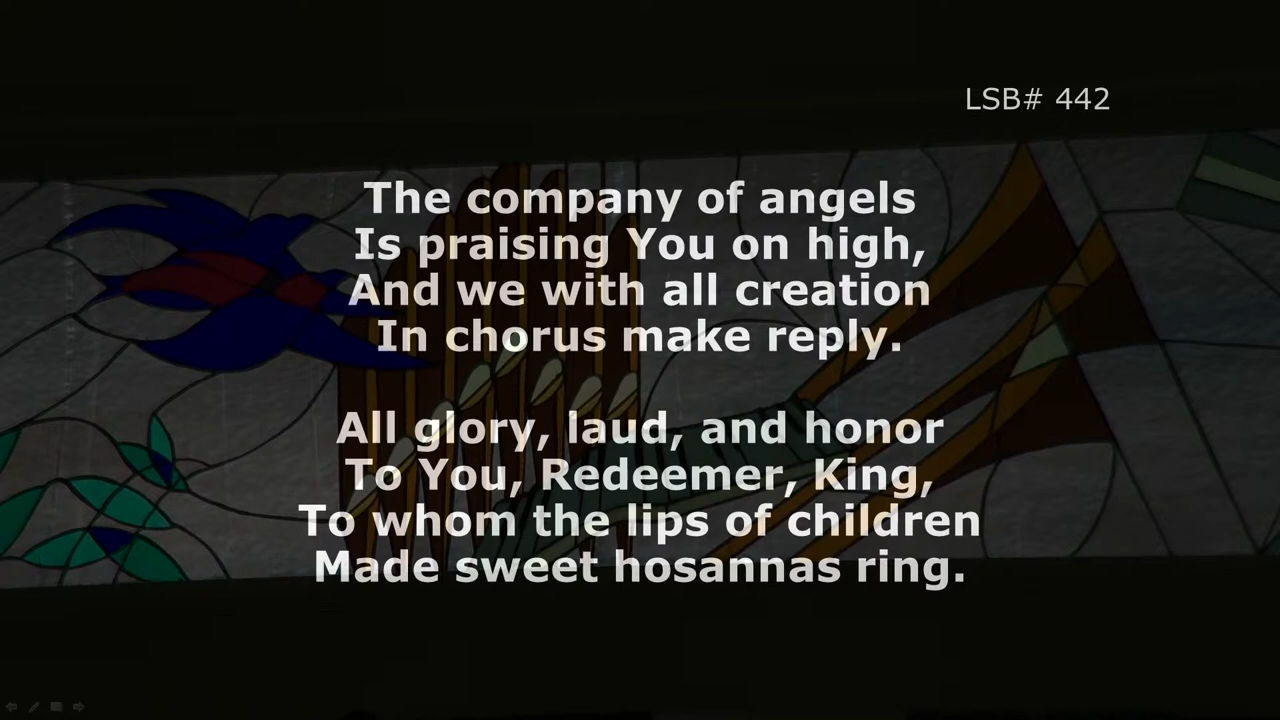 LSB# 442
The company of angels
Is praising You on high,
And we with all creation
In chorus make reply.
All glory, laud, and honor
To You, Redeemer, King,
To whom the lips of children
Made sweet hosannas ring.